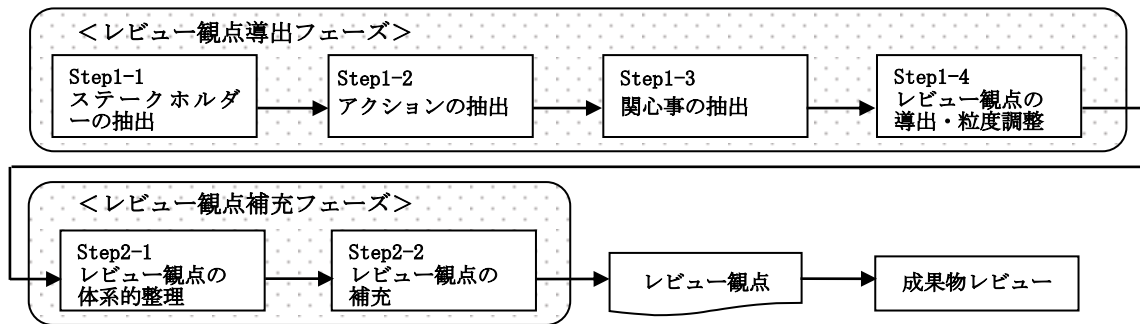 ＜レビュー観点導出フェーズ＞
Step1-1
ステークホルダ
ーの抽出
Step1-2
アクションの抽出
Step1-3
関心事の抽出
Step1-4
レビュー観点の
導出・粒度調整
＜レビュー観点補充フェーズ＞
Step2-1
レビュー観点の
体系的整理
Step2-2
レビュー観点の
補充
レビュー観点
成果物レビュー